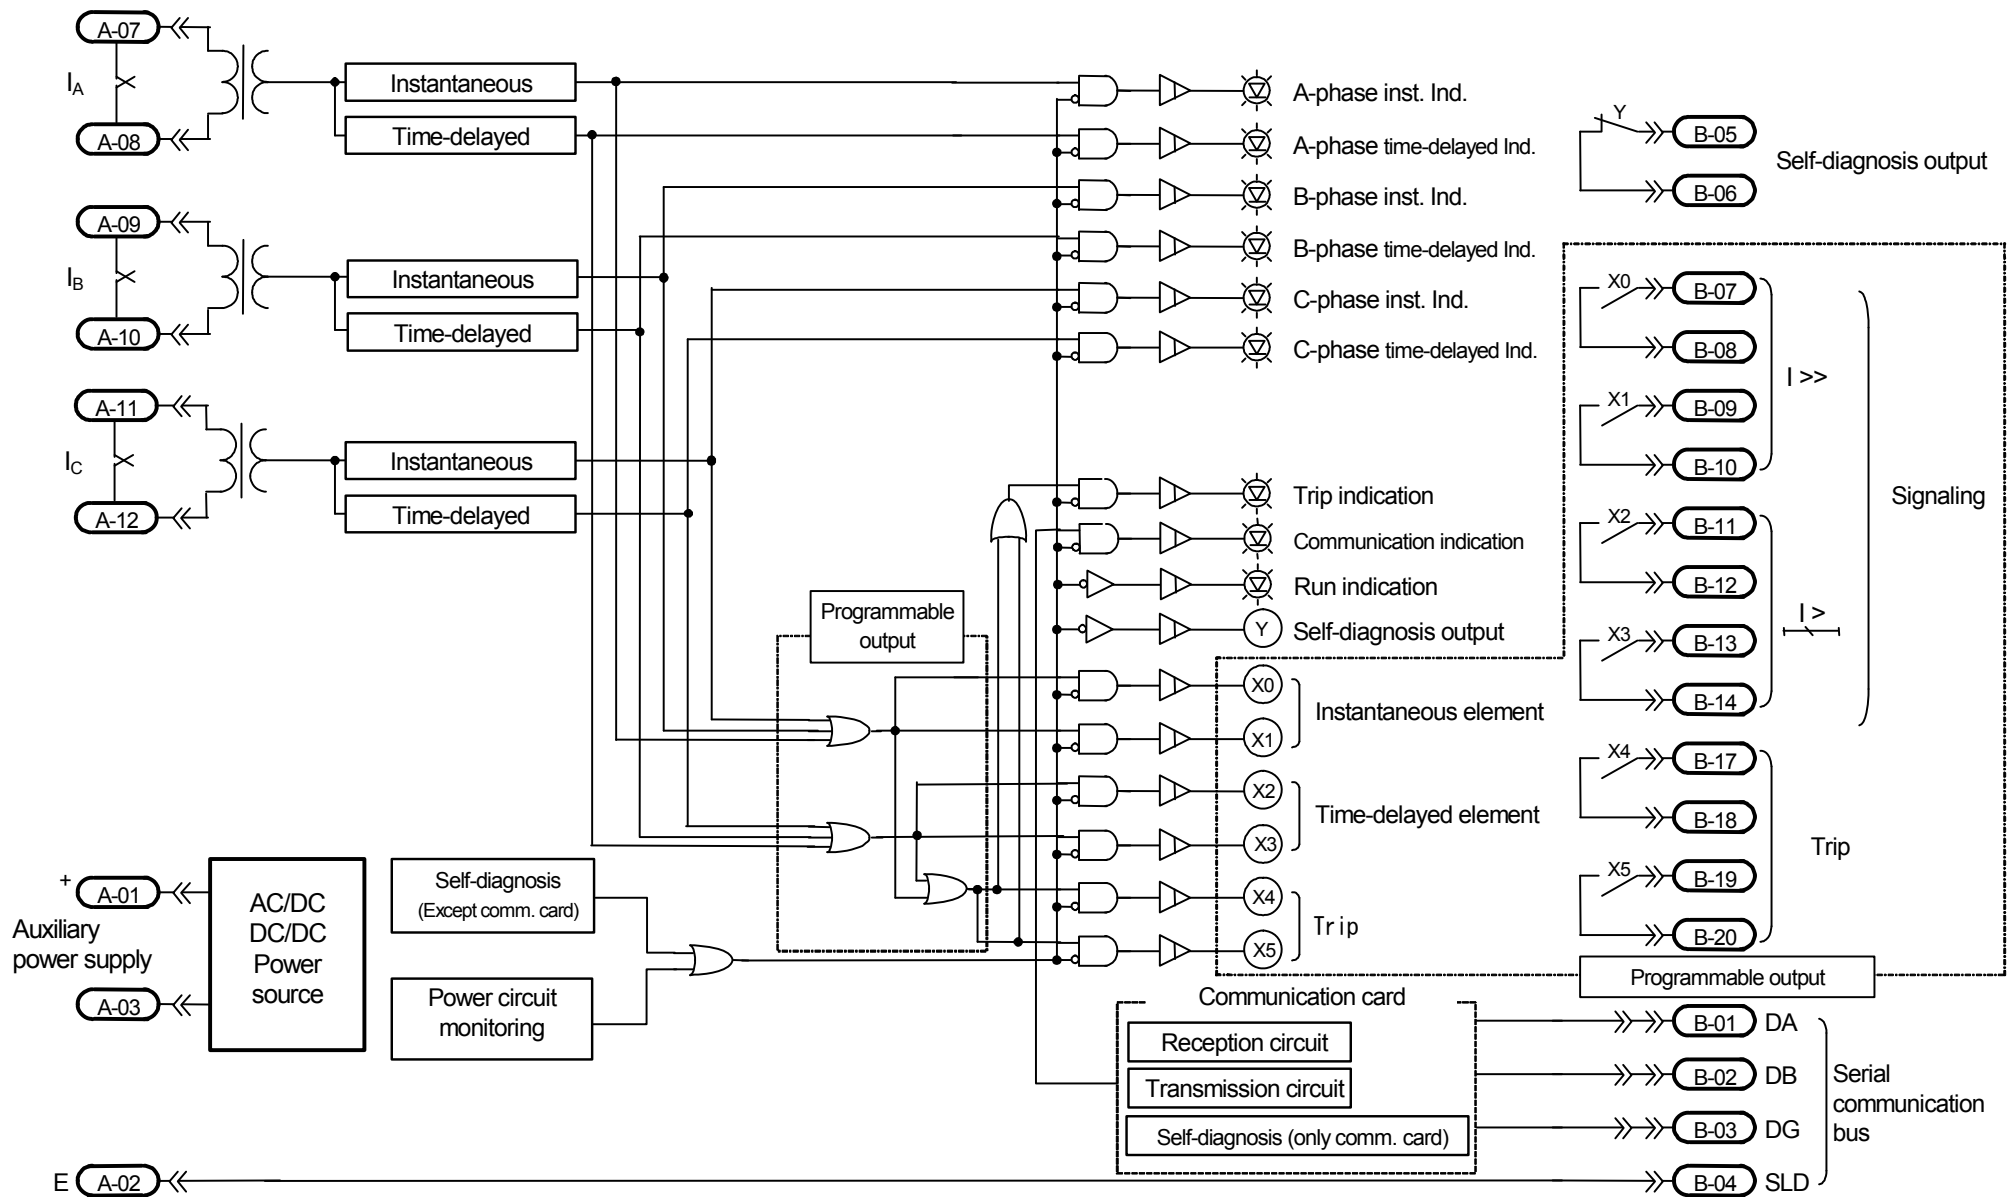 A-07
I_A
A-08
Instantaneous
Time-delayed
A-09
I_B
A-10
Instantaneous
Time-delayed
A-11
I_C
A-12
Instantaneous
Time-delayed
A-phase inst. Ind.
A-phase time-delayed Ind.
B-phase inst. Ind.
B-phase time-delayed Ind.
C-phase inst. Ind.
C-phase time-delayed Ind.
Trip indication
Communication indication
Run indication
Y
Self-diagnosis output
Programmable
output
X0
X1
Instantaneous element
X2
X3
Time-delayed element
X4
X5
Trip
Y
B-05
B-06
Self-diagnosis output
X0
B-07
B-08
X1
B-09
B-10
I >>
X2
B-11
B-12
X3
B-13
B-14
I >
Signaling
X4
B-17
B-18
X5
B-19
B-20
Trip
Programmable output
+
A-01
Auxiliary
power supply
A-03
AC/DC
DC/DC
Power
source
Self-diagnosis
(Except comm. card)
Power circuit
monitoring
Communication card
Reception circuit
Transmission circuit
Self-diagnosis (only comm. card)
B-01 DA
B-02 DB
B-03 DG
B-04 SLD
Serial
communication
bus
E A-02